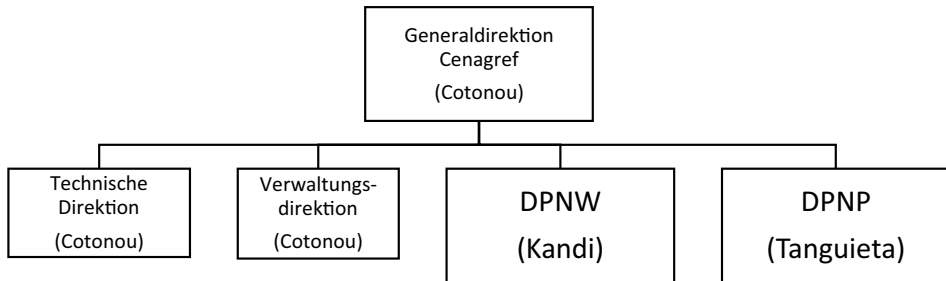 Generaldirektion
Cenagref
(Cotonou)
Technische
Direktion
(Cotonou)
Verwaltungs-
direktion
(Cotonou)
DPNW
(Kandi)
DPNP
(Tanguieta)